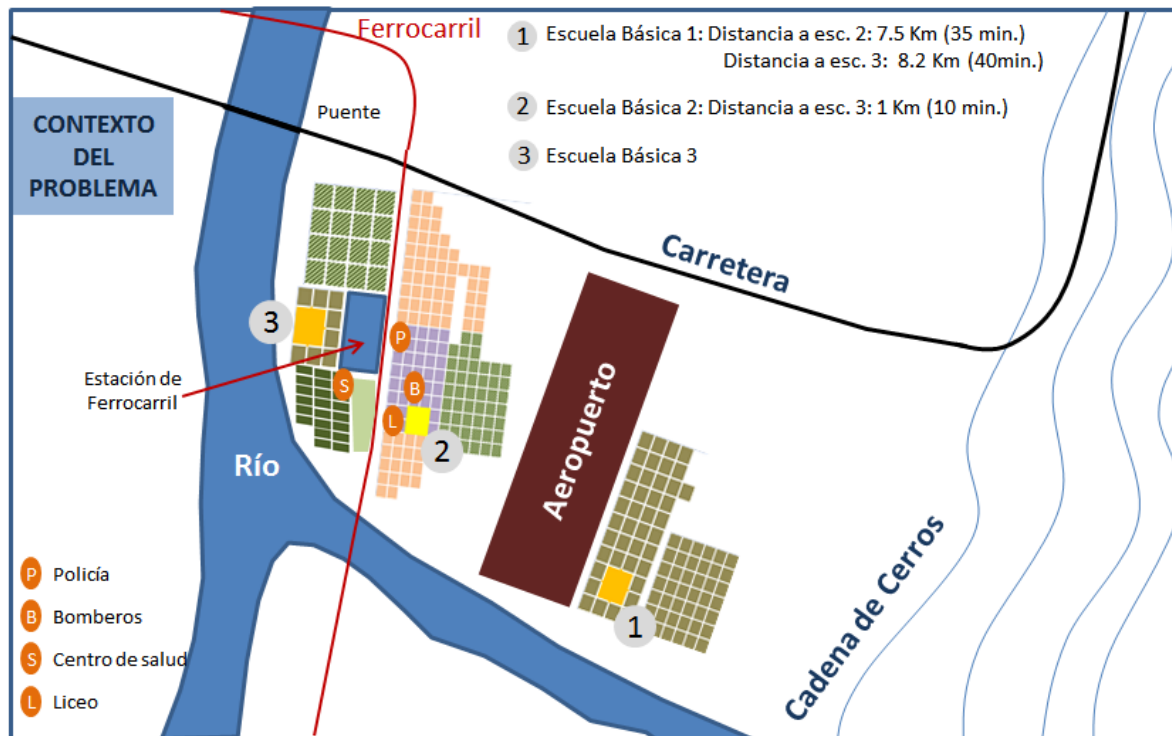 Ferrocarril
1 Escuela Básica 1: Distancia a esc. 2: 7.5 Km (35 min.)
Distancia a esc. 3: 8.2 Km (40min.)
2 Escuela Básica 2: Distancia a esc. 3: 1 Km (10 min.)
3 Escuela Básica 3
CONTEXTO
DEL
PROBLEMA
Puente
Carretera
3
P
Estación de
Ferrocarril
S
B
L
2
Río
Aeropuerto
1
Cadena de Cerros
P Policía
B Bomberos
S Centro de salud
L Liceo